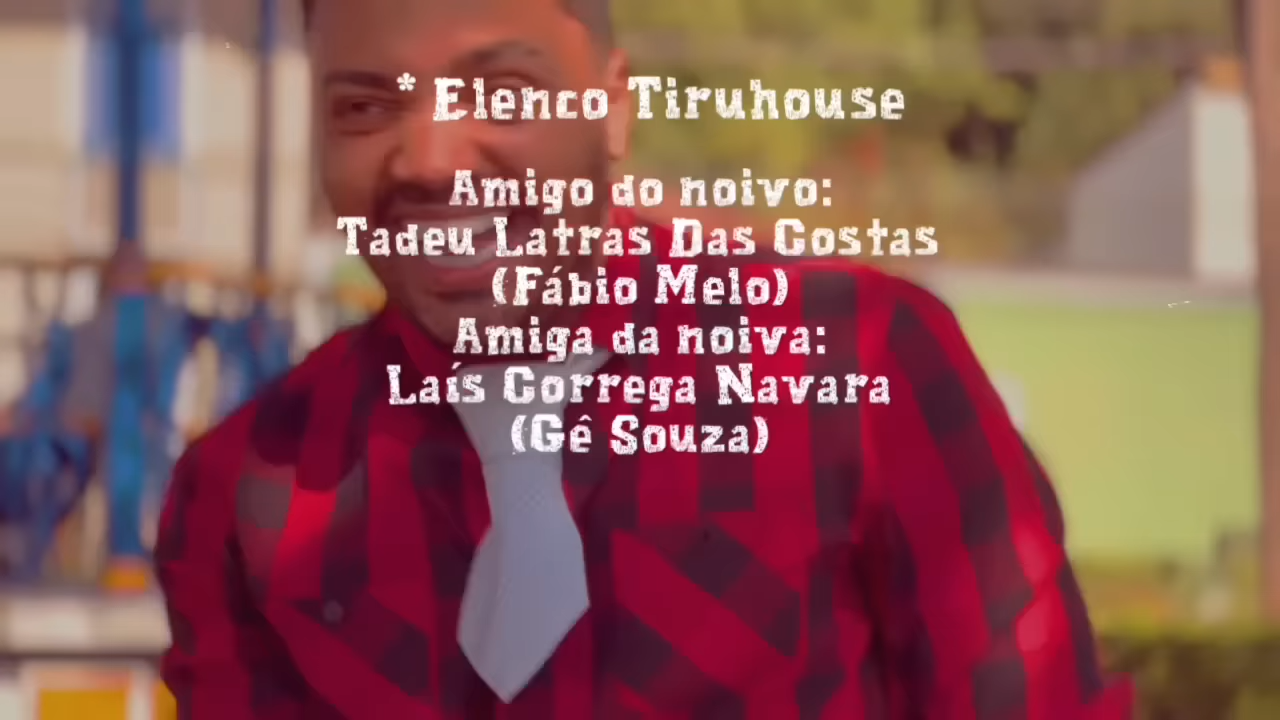 * Elenco Tiruhouse
Amigo do noivo:
Tadeu Latras Das Costas
(Fábio Melo)
Amiga da noiva:
Laís Correga Navara
(Gê Souza)